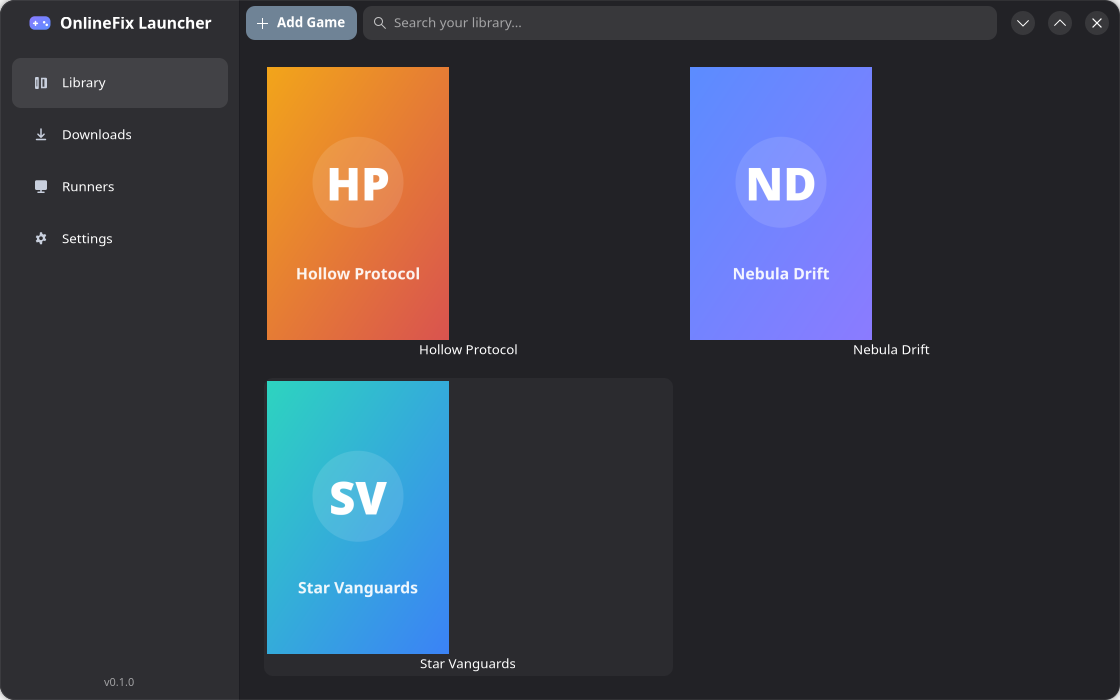 OnlineFix Launcher
Add Game
Search your library...
Library
Downloads
Runners
Settings
HP
Hollow Protocol
Hollow Protocol
ND
Nebula Drift
Nebula Drift
SV
Star Vanguards
Star Vanguards
v0.1.0